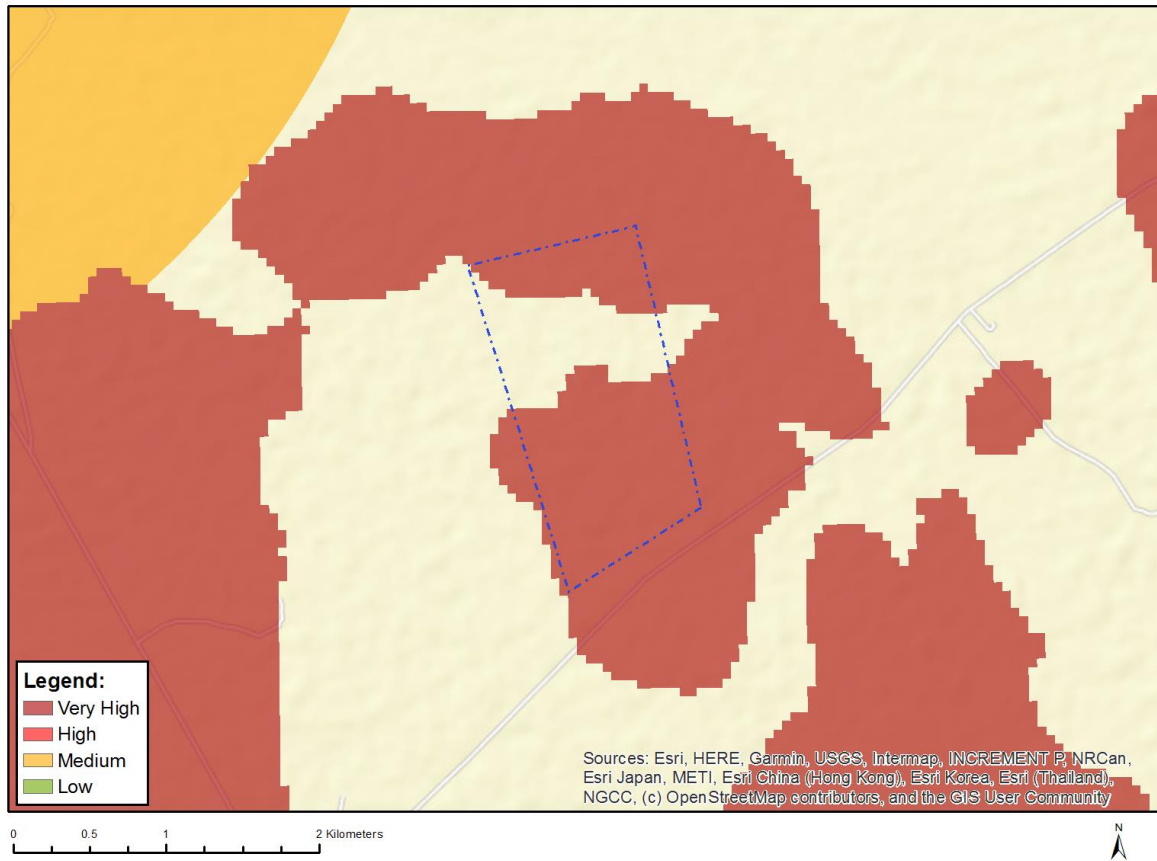 Legend:
Very High
High
Medium
Low
Sources: Esri, HERE, Garmin, USGS, Intermap, INCREMENT P, NRCan,
Esri Japan, METI, Esri China (Hong Kong), Esri Korea, Esri (Thailand),
NGCC, (c) OpenStreetMap contributors, and the GIS User Community
0 0.5 1 2 Kilometers
N